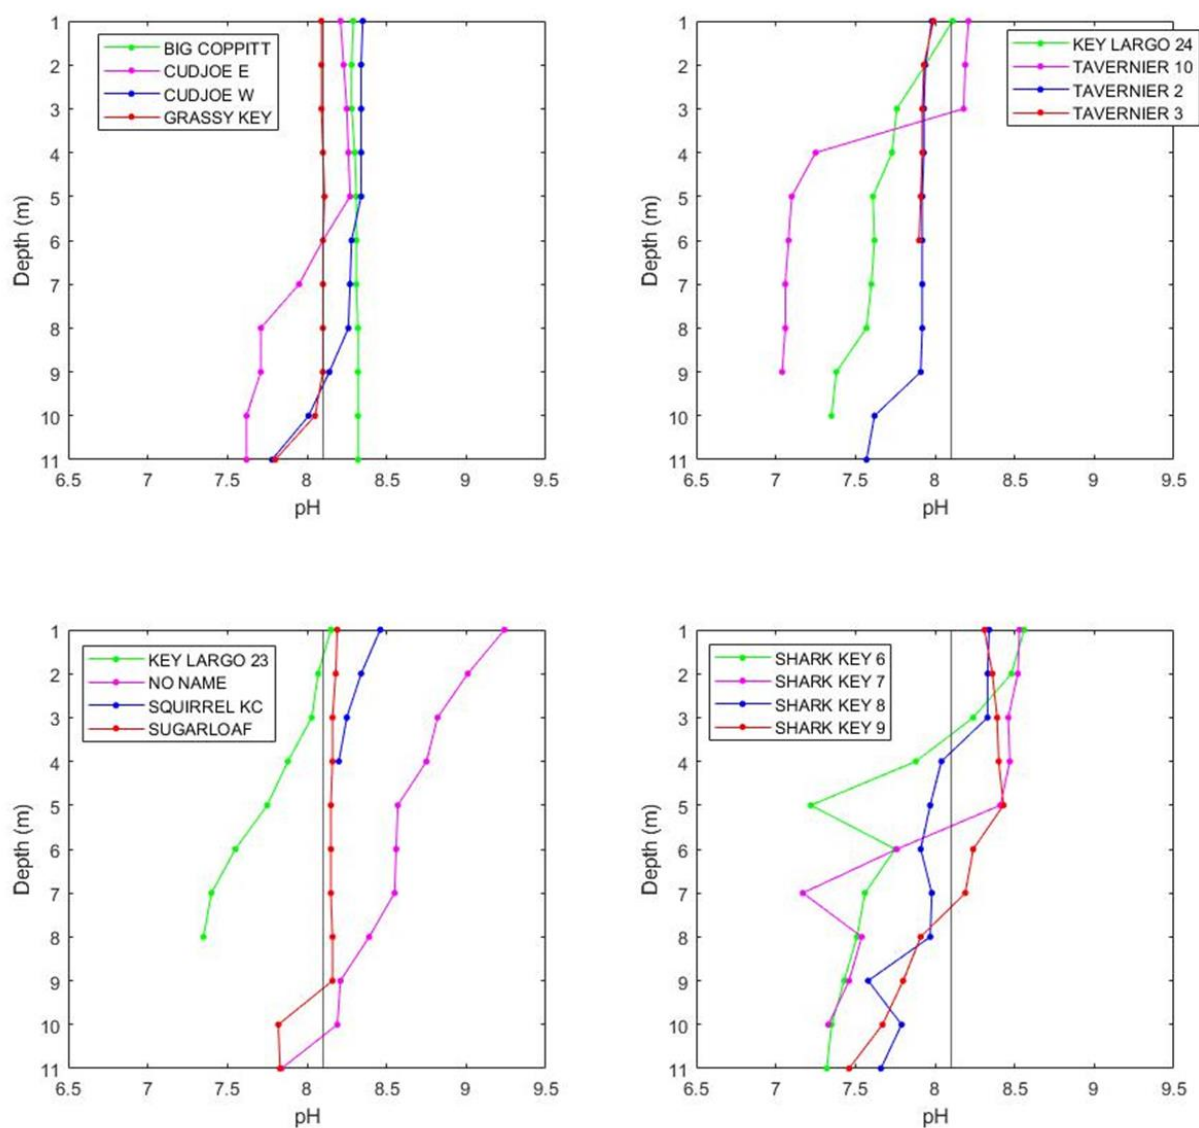 1
2
3
4
5
6
7
8
9
10
11
Depth (m)
BIG COPPITT
CUDJOE E
CUDJOE W
GRASSY KEY
6.5 7 7.5 8 8.5 9 9.5
pH
1
2
3
4
5
6
7
8
9
10
11
Depth (m)
KEY LARGO 24
TAVERNIER 10
TAVERNIER 2
TAVERNIER 3
6.5 7 7.5 8 8.5 9 9.5
pH
1
2
3
4
5
6
7
8
9
10
11
Depth (m)
KEY LARGO 23
NO NAME
SQUIRREL KC
SUGARLOAF
6.5 7 7.5 8 8.5 9 9.5
pH
1
2
3
4
5
6
7
8
9
10
11
Depth (m)
SHARK KEY 6
SHARK KEY 7
SHARK KEY 8
SHARK KEY 9
6.5 7 7.5 8 8.5 9 9.5
pH